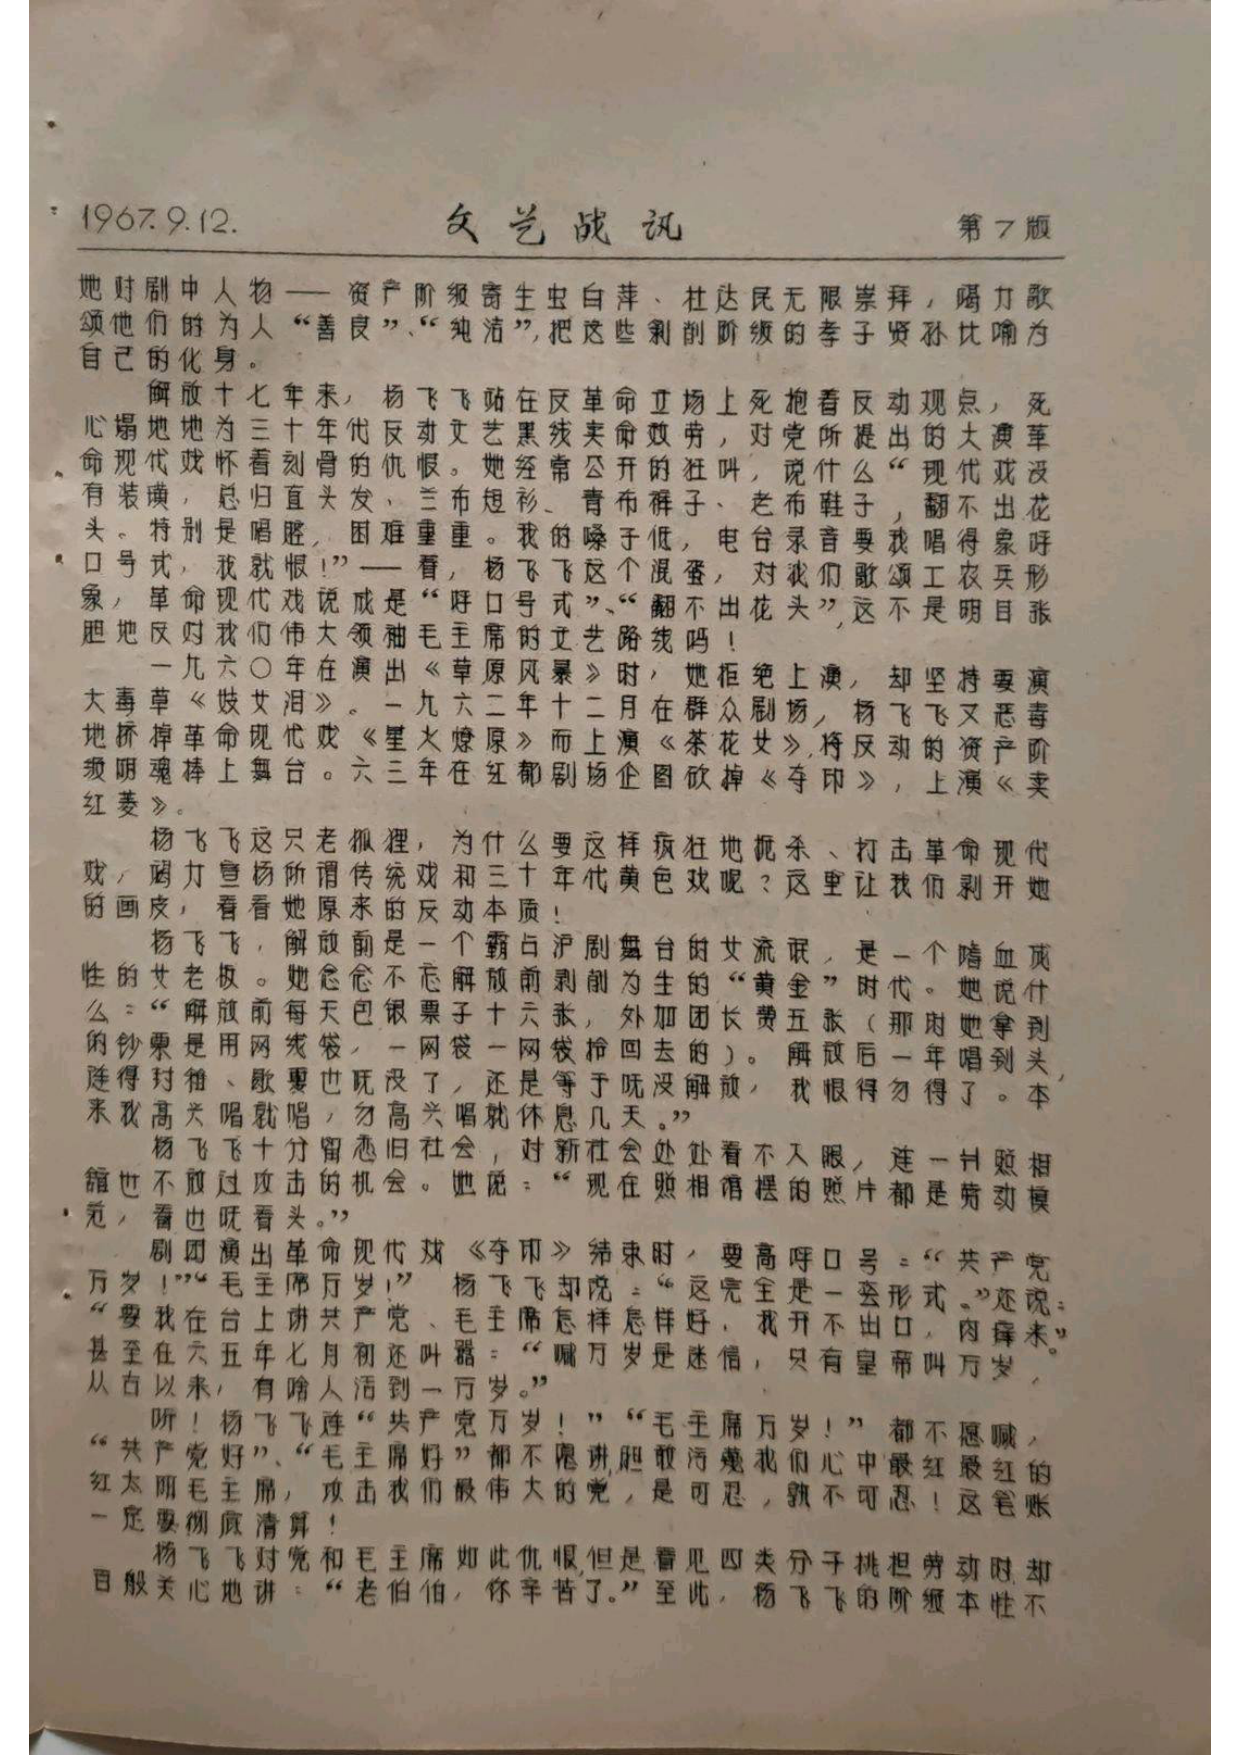 1967.9.12. 文艺战讯 第7版
她对剧中人物——资产阶级寄生虫白萍、杜达民无限崇拜，竭力歌
颂他们的为人“善良”、“纯洁”，把这些剥削阶级的孝子贤孙比喻为
自己的化身。
解放十七年来，杨飞飞站在反革命立场上死抱着反动观点，死
心塌地地为三十年代反动文艺黑线卖命效劳，对党所提出的大演革
命现代戏怀着刻骨的仇恨。她经常公开的狂叫，说什么“现代戏没
有装璜，总归直头发、兰布短衫、青布裤子、老布鞋子，翻不出花
头。特别是唱腔，困难重重。我的嗓子低，电台录音要我唱得象呼
口号式，我就恨！”——看，杨飞飞这个混蛋，对我们歌颂工农兵形
象，革命现代戏说成是“呼口号式”、“翻不出花头”，这不是明目张
胆地反对我们伟大领袖毛主席的文艺路线吗！
一九六〇年在演出《草原风暴》时，她拒绝上演，却坚持要演
大毒草《妓女泪》。一九六二年十二月在群众剧场，杨飞飞又恶毒
地挤掉革命现代戏《星火燎原》而上演《茶花女》，将反动的资产阶
级阴魂捧上舞台。六三年在红都剧场企图砍掉《夺印》，上演《卖
红菱》。
杨飞飞这只老狐狸，为什么要这样疯狂地扼杀、打击革命现代
戏，竭力宣扬所谓传统戏和三十年代黄色戏呢？这里让我们剥开她
的画皮，看看她原来的反动本质！
杨飞飞，解放前是一个霸占沪剧舞台的女流氓，是一个嗜血成
性的女老板。她念念不忘解放前剥削为生的“黄金”时代。她说什
么：“解放前每天包银票子十六张，外加团长费五张（那时她拿到
的钞票是用网线袋，一网袋一网袋拎回去的）。解放后一年唱到头，
连得封箱、歇夏也呒没了，还是等于呒没解放，我恨得勿得了。本
来我高兴唱就唱，勿高兴唱就休息几天。”
杨飞飞十分留恋旧社会，对新社会处处看不入眼，连一爿照相
馆也不放过攻击的机会。她说：“现在照相馆摆的照片都是劳动模
范，看也呒看头。”
剧团演出革命现代戏《夺印》结束时，要高呼口号：“共产党
万岁！”“毛主席万岁！” 杨飞飞却说：“这完全是一套形式。”还说：
“要我在台上讲共产党、毛主席怎样怎样好，我开不出口，肉痒来。”
甚至在六五年七月初还叫嚣：“喊万岁是迷信，只有皇帝叫万岁，
从古以来，有啥人活到一万岁。”
听！杨飞飞连“共产党万岁！”“毛主席万岁！”都不愿喊，
“共产党好”、“毛主席好”都不愿讲，胆敢污蔑我们心中最红最红的
红太阳毛主席，攻击我们最伟大的党，是可忍，孰不可忍！这笔账
一定要彻底清算！
杨飞飞对党和毛主席如此仇恨，但是看见四类分子挑担劳动时却
百般关心地讲：“老伯伯，你辛苦了。”至此，杨飞飞的阶级本性不